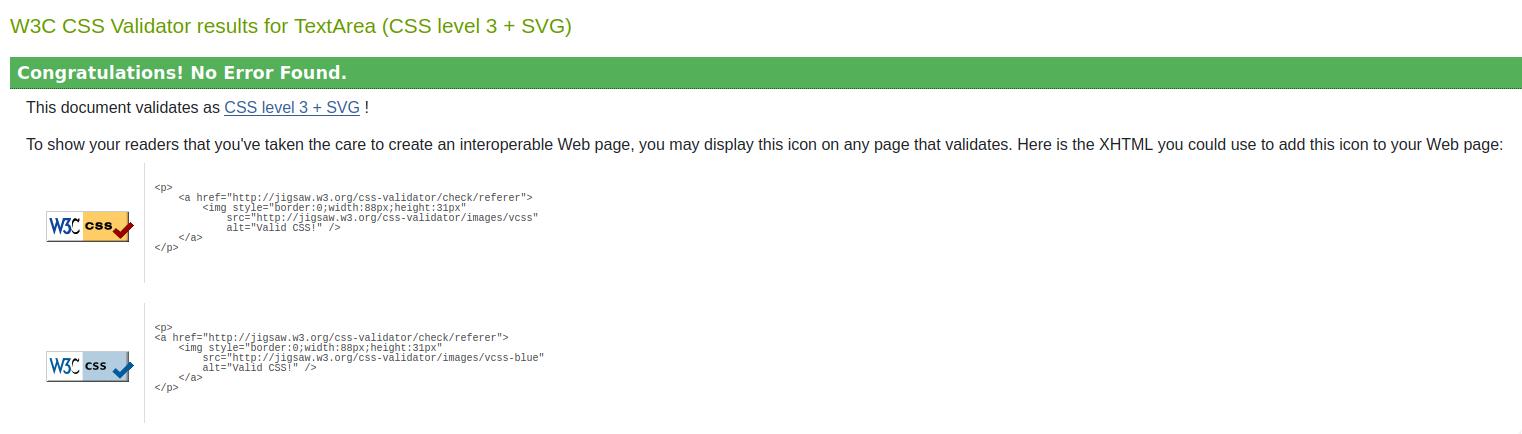 W3C CSS Validator results for TextArea (CSS level 3 + SVG)
Congratulations! No Error Found.
This document validates as CSS level 3 + SVG !
To show your readers that you've taken the care to create an interoperable Web page, you may display this icon on any page that validates. Here is the XHTML you could use to add this icon to your Web page:
W3C css
<p>
    <a href="http://jigsaw.w3.org/css-validator/check/referer">
        <img style="border:0;width:88px;height:31px"
            src="http://jigsaw.w3.org/css-validator/images/vcss"
            alt="Valid CSS!" />
    </a>
</p>
W3C css
<p>
<a href="http://jigsaw.w3.org/css-validator/check/referer">
    <img style="border:0;width:88px;height:31px"
        src="http://jigsaw.w3.org/css-validator/images/vcss-blue"
        alt="Valid CSS!" />
    </a>
</p>